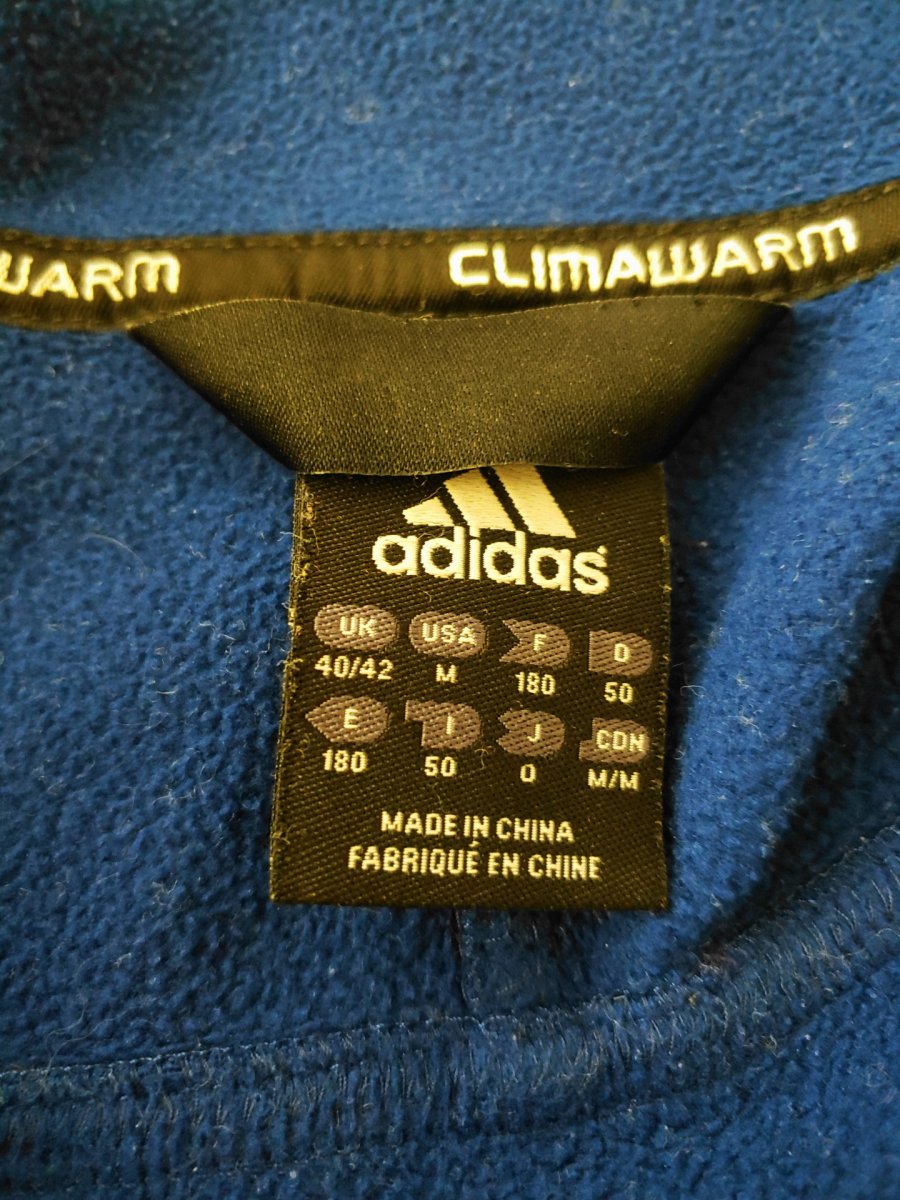 WARM CLIMAWARM
adidas
UK USA F D
40/42 M 180 50
E I J CDN
180 50 O M/M
MADE IN CHINA
FABRIQUÉ EN CHINE